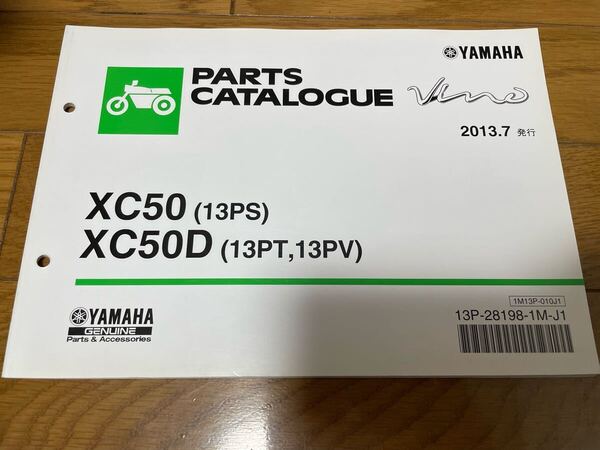 YAMAHA
PARTS
CATALOGUE
Vino
2013.7 発行
XC50 (13PS)
XC50D (13PT,13PV)
YAMAHA
GENUINE
Parts & Accessories
1M13P-010J1
13P-28198-1M-J1